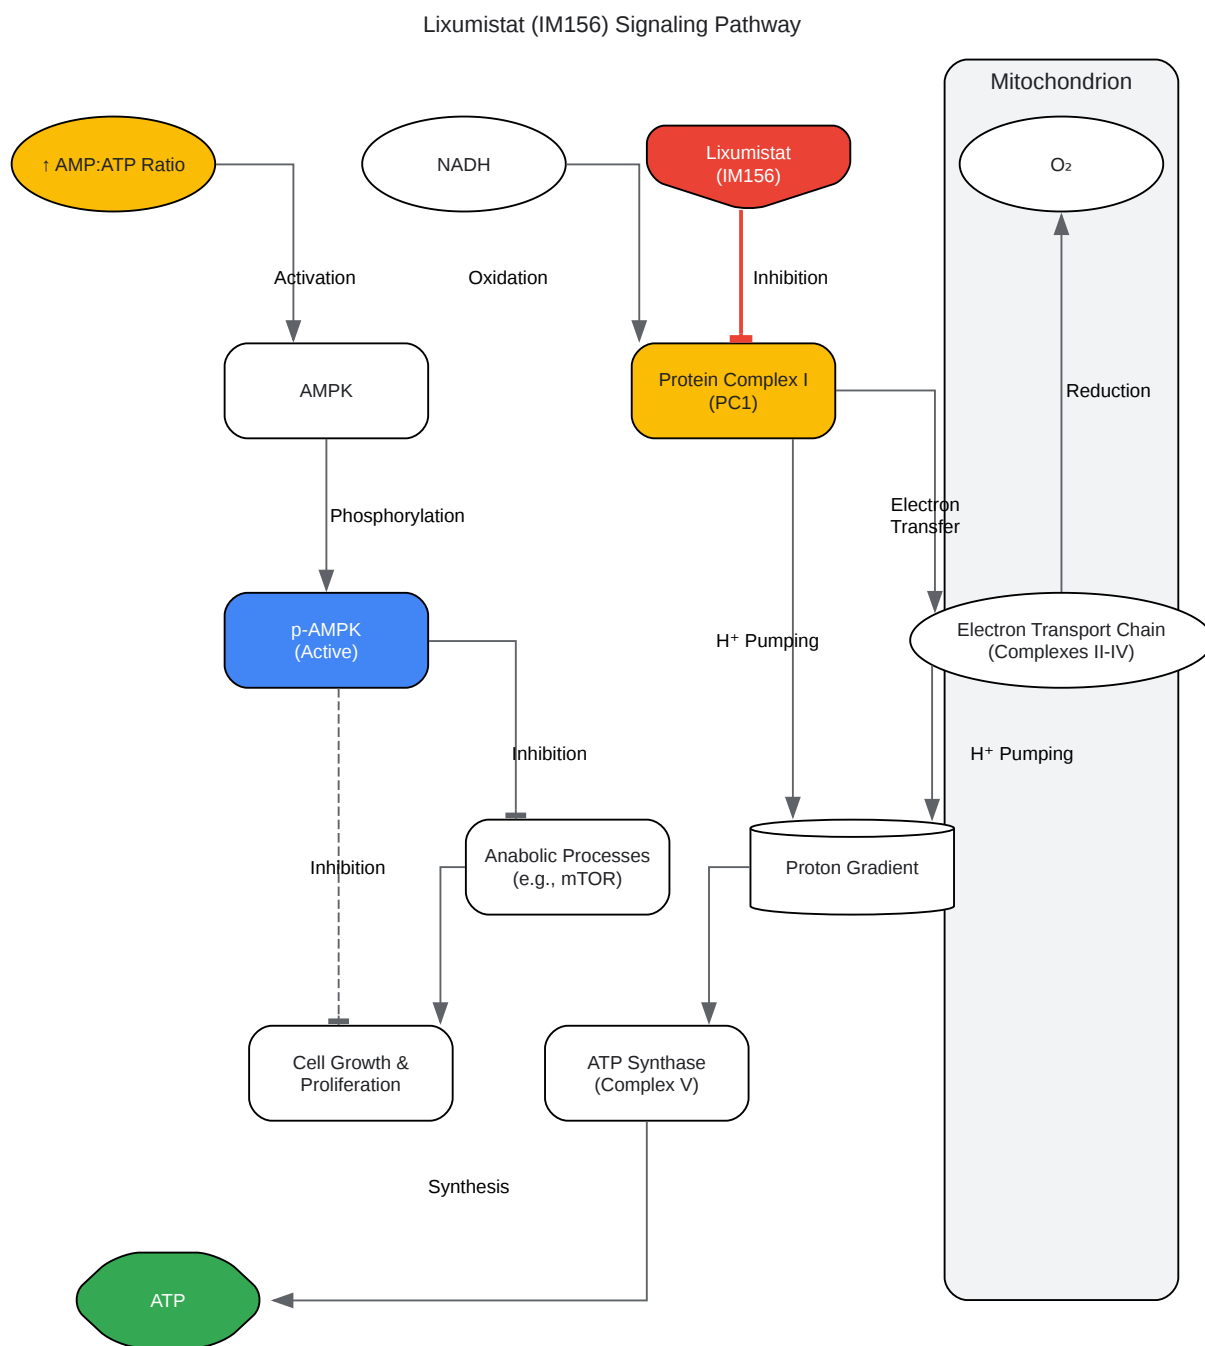 Lixumistat (IM156) Signaling Pathway
Mitochondrion
↑ AMP:ATP Ratio
NADH
Lixumistat
(IM156)
O₂
Activation
Oxidation
Inhibition
AMPK
Protein Complex I
(PC1)
Reduction
Phosphorylation
Electron
Transfer
p-AMPK
(Active)
H⁺ Pumping
Electron Transport Chain
(Complexes II-IV)
Inhibition
H⁺ Pumping
Inhibition
Anabolic Processes
(e.g., mTOR)
Proton Gradient
Cell Growth &
Proliferation
ATP Synthase
(Complex V)
Synthesis
ATP